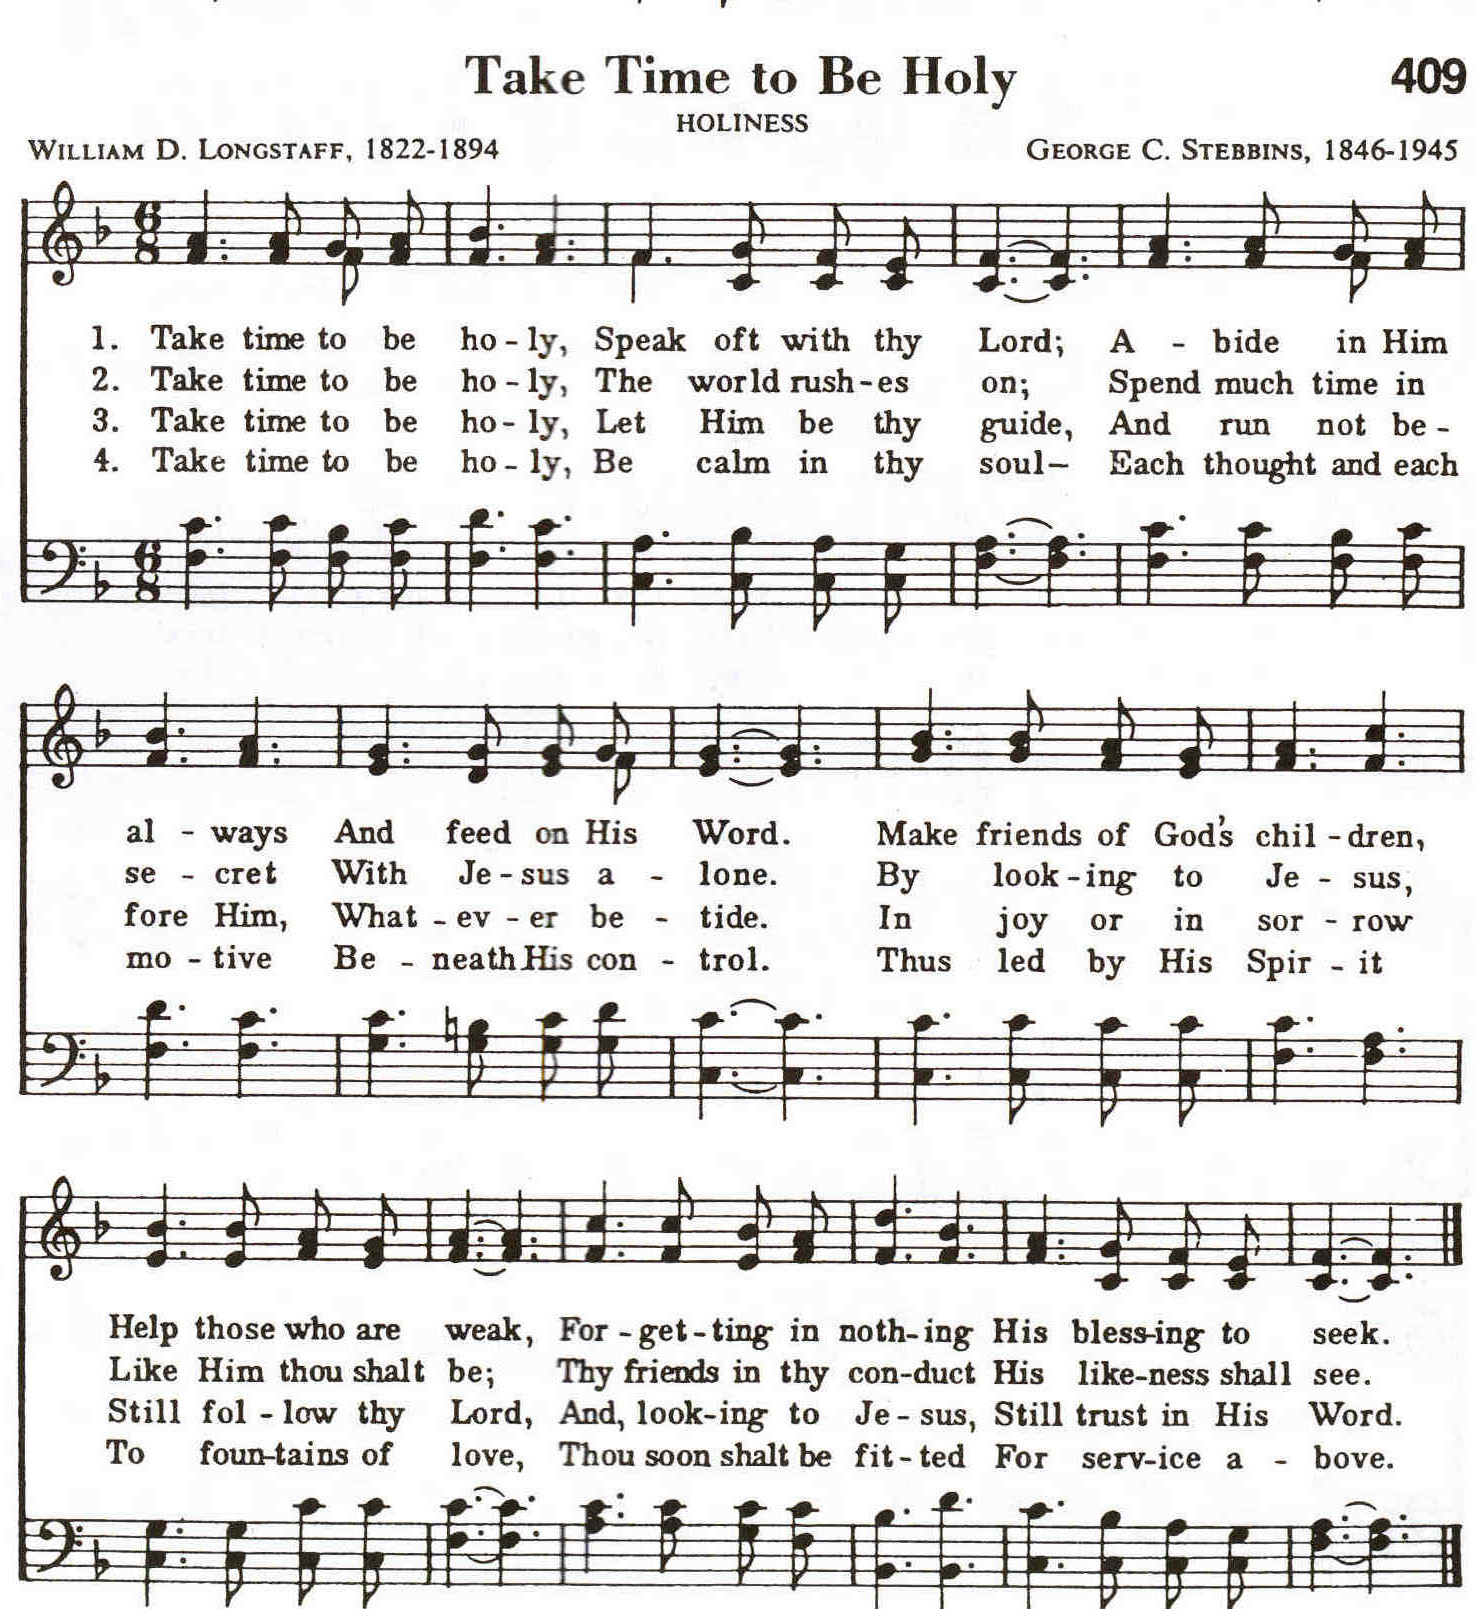 Take Time to Be Holy 409
HOLINESS
WILLIAM D. LONGSTAFF, 1822-1894 GEORGE C. STEBBINS, 1846-1945
1. Take time to be ho - ly, Speak oft with thy Lord; A - bide in Him
2. Take time to be ho - ly, The world rush - es on; Spend much time in
3. Take time to be ho - ly, Let Him be thy guide, And run not be -
4. Take time to be ho - ly, Be calm in thy soul— Each thought and each
al - ways And feed on His Word. Make friends of God's chil - dren,
se - cret With Je - sus a - lone. By look - ing to Je - sus,
fore Him, What - ev - er be - tide. In joy or in sor - row
mo - tive Be - neath His con - trol. Thus led by His Spir - it
Help those who are weak, For - get - ting in noth - ing His bless - ing to seek.
Like Him thou shalt be; Thy friends in thy con - duct His like - ness shall see.
Still fol - low thy Lord, And, look - ing to Je - sus, Still trust in His Word.
To foun - tains of love, Thou soon shalt be fit - ted For serv - ice a - bove.